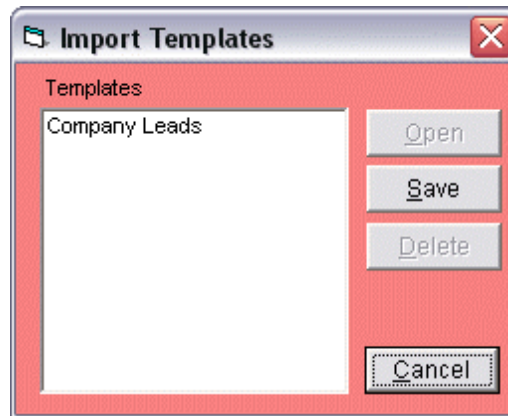 Import Templates
Templates
Company Leads
Open
Save
Delete
Cancel